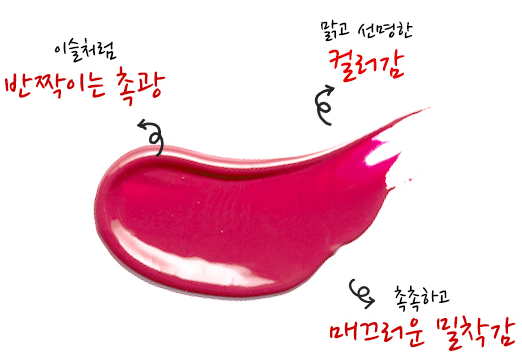 이슬처럼
반짝이는 촉광
맑고 선명한
컬러감
촉촉하고
매끄러운 밀착감